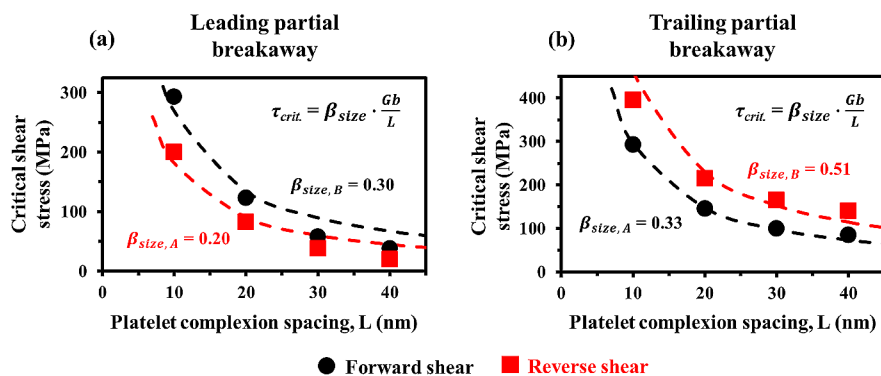 Leading partial
breakaway
(a)
Critical shear
stress (MPa)
300
200
100
0
τcrit. = βsize · Gb/L
βsize, B = 0.30
βsize, A = 0.20
0 10 20 30 40
Platelet complexion spacing, L (nm)
Trailing partial
breakaway
(b)
Critical shear
stress (MPa)
400
300
200
100
0
τcrit. = βsize · Gb/L
βsize, B = 0.51
βsize, A = 0.33
0 10 20 30 40
Platelet complexion spacing, L (nm)
Forward shear
Reverse shear